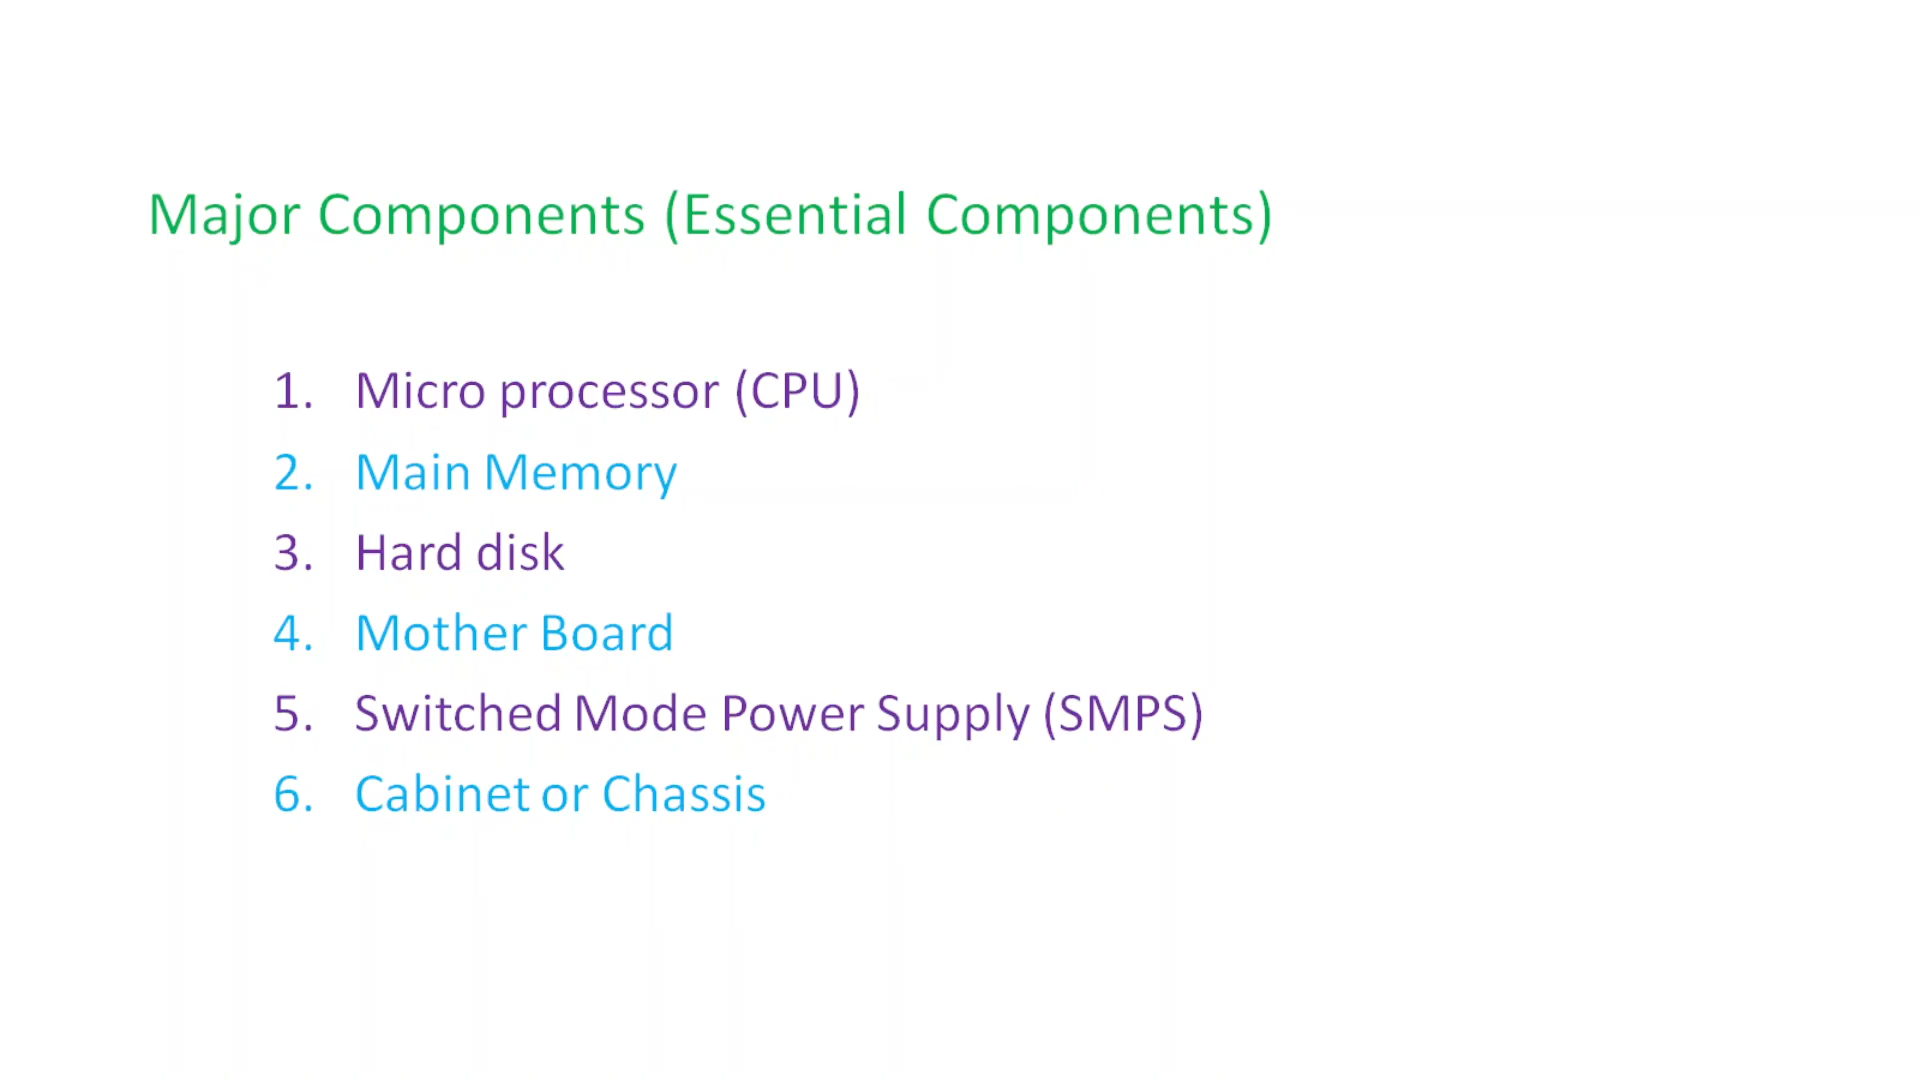 Major Components (Essential Components)
1. Micro processor (CPU)
2. Main Memory
3. Hard disk
4. Mother Board
5. Switched Mode Power Supply (SMPS)
6. Cabinet or Chassis